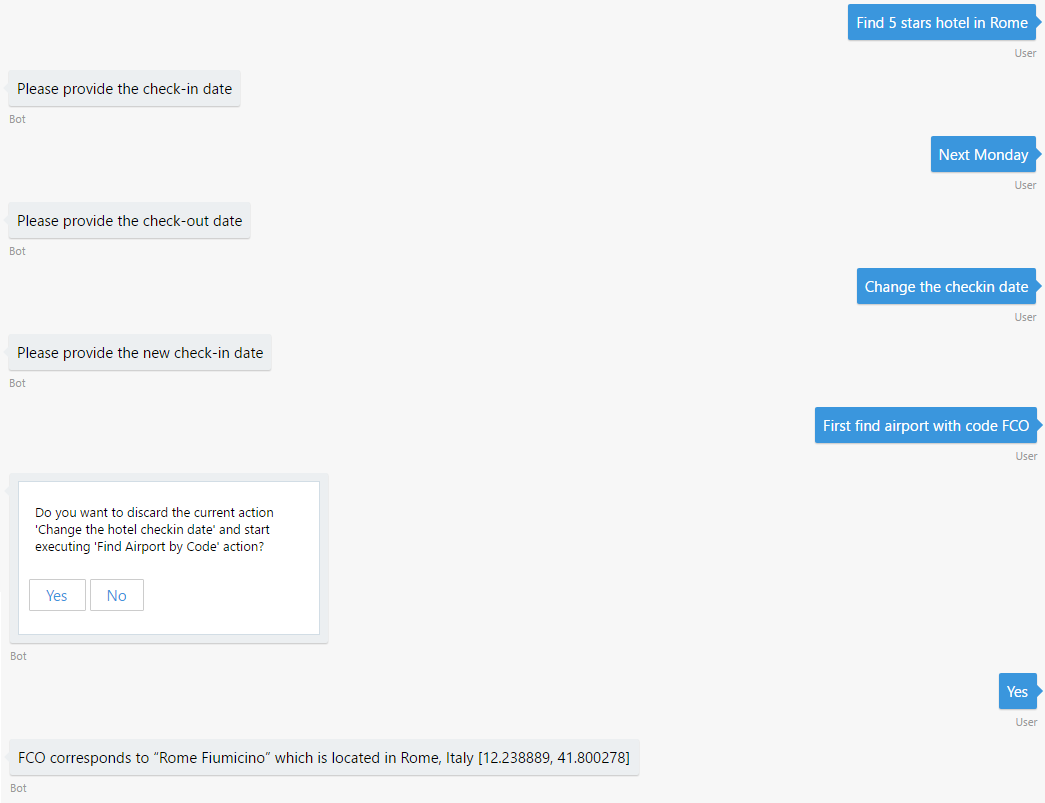 Find 5 stars hotel in Rome
User
Please provide the check-in date
Bot
Next Monday
User
Please provide the check-out date
Bot
Change the checkin date
User
Please provide the new check-in date
Bot
First find airport with code FCO
User
Do you want to discard the current action
'Change the hotel checkin date' and start
executing 'Find Airport by Code' action?
Yes No
Bot
Yes
User
FCO corresponds to “Rome Fiumicino” which is located in Rome, Italy [12.238889, 41.800278]
Bot